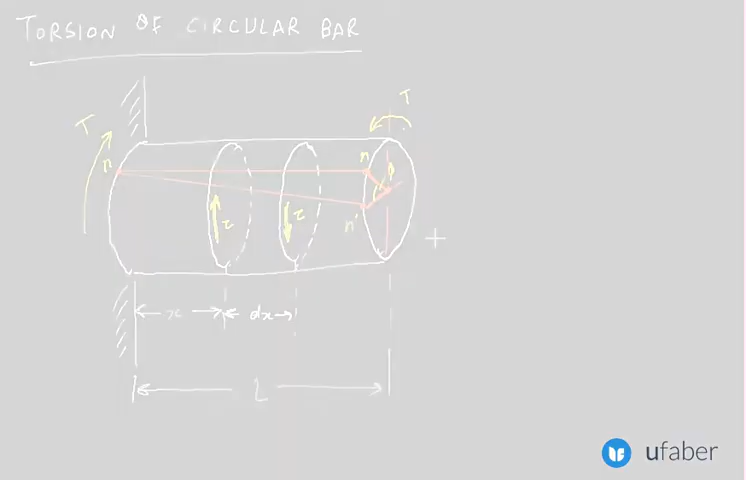 TORSION OF CIRCULAR BAR
T
T
n
n
φ
τ
τ
n'
x
dx
L
ufaber